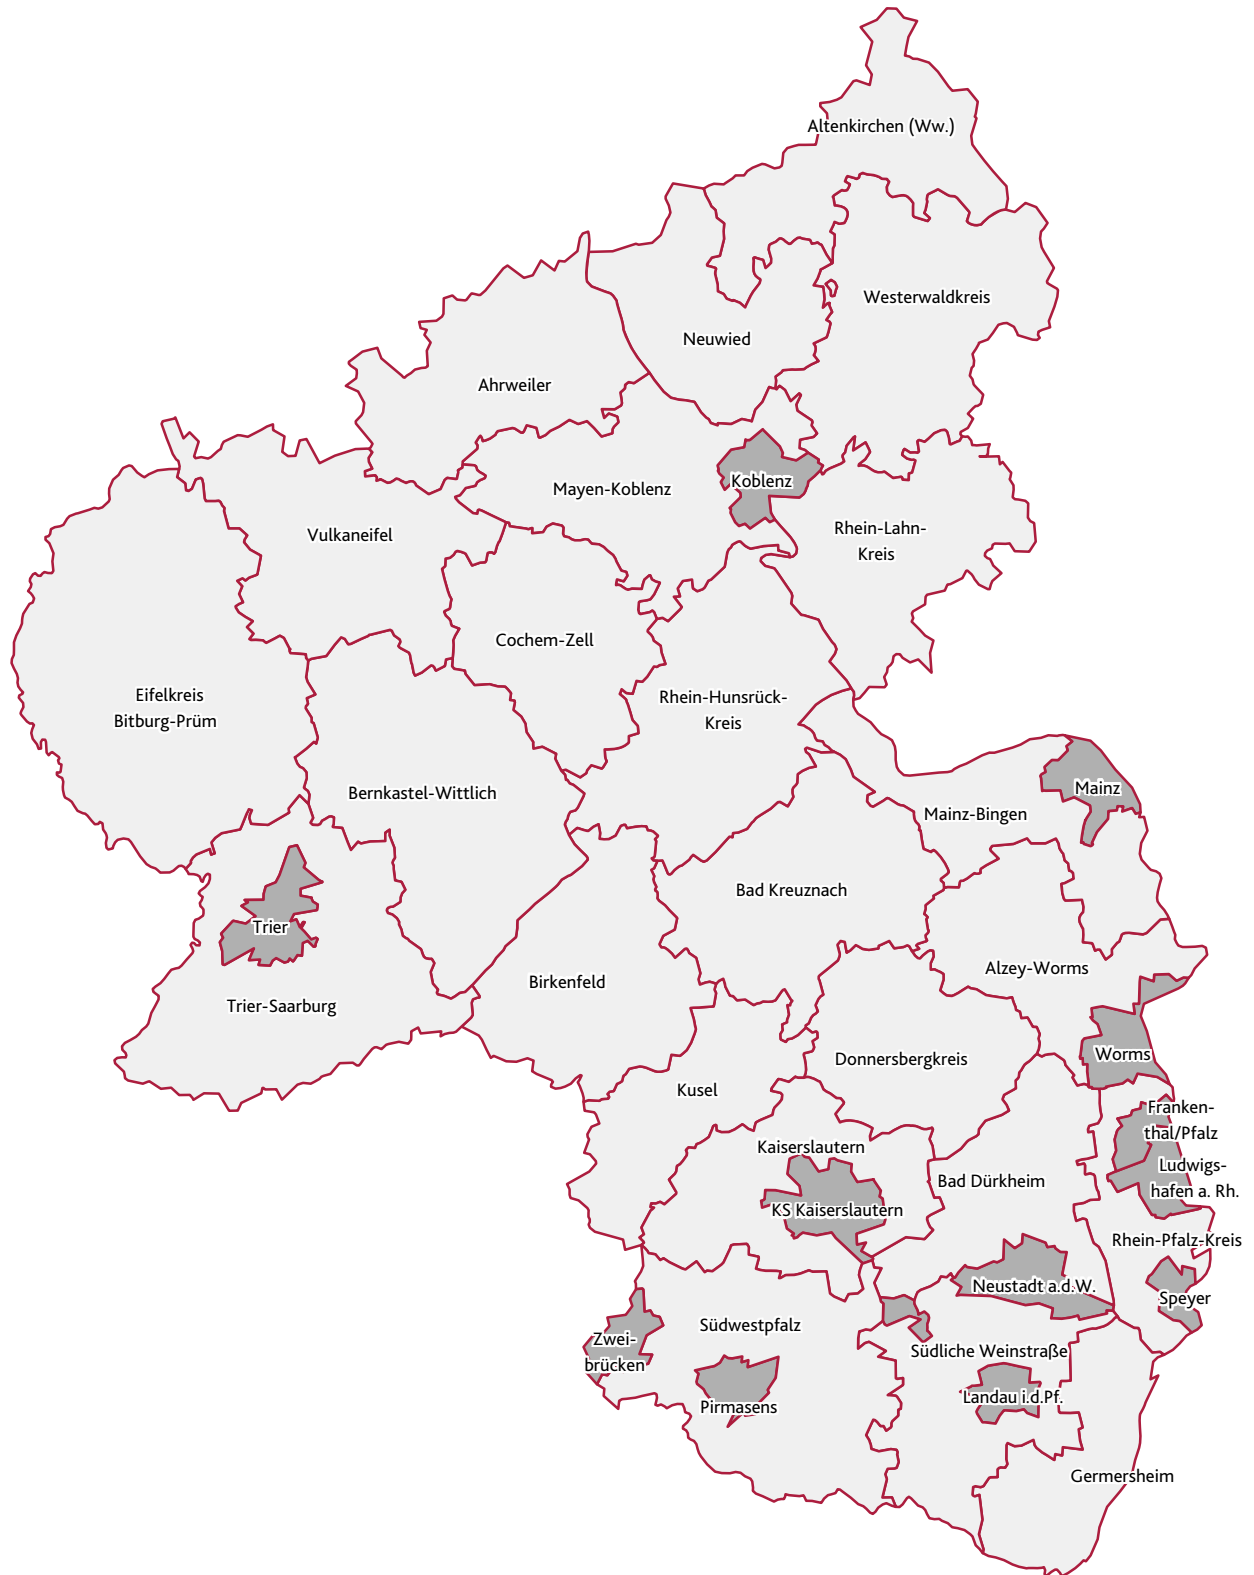 Altenkirchen (Ww.)
Westerwaldkreis
Neuwied
Ahrweiler
Mayen-Koblenz
Koblenz
Rhein-Lahn-
Kreis
Vulkaneifel
Cochem-Zell
Eifelkreis
Bitburg-Prüm
Rhein-Hunsrück-
Kreis
Bernkastel-Wittlich
Mainz
Mainz-Bingen
Bad Kreuznach
Trier
Alzey-Worms
Birkenfeld
Trier-Saarburg
Worms
Donnersbergkreis
Kusel
Franken-
thal/Pfalz
Kaiserslautern
Ludwigs-
hafen a. Rh.
Bad Dürkheim
KS Kaiserslautern
Rhein-Pfalz-Kreis
Neustadt a.d.W.
Speyer
Südwestpfalz
Zwei-
brücken
Südliche Weinstraße
Landau i.d.Pf.
Pirmasens
Germersheim